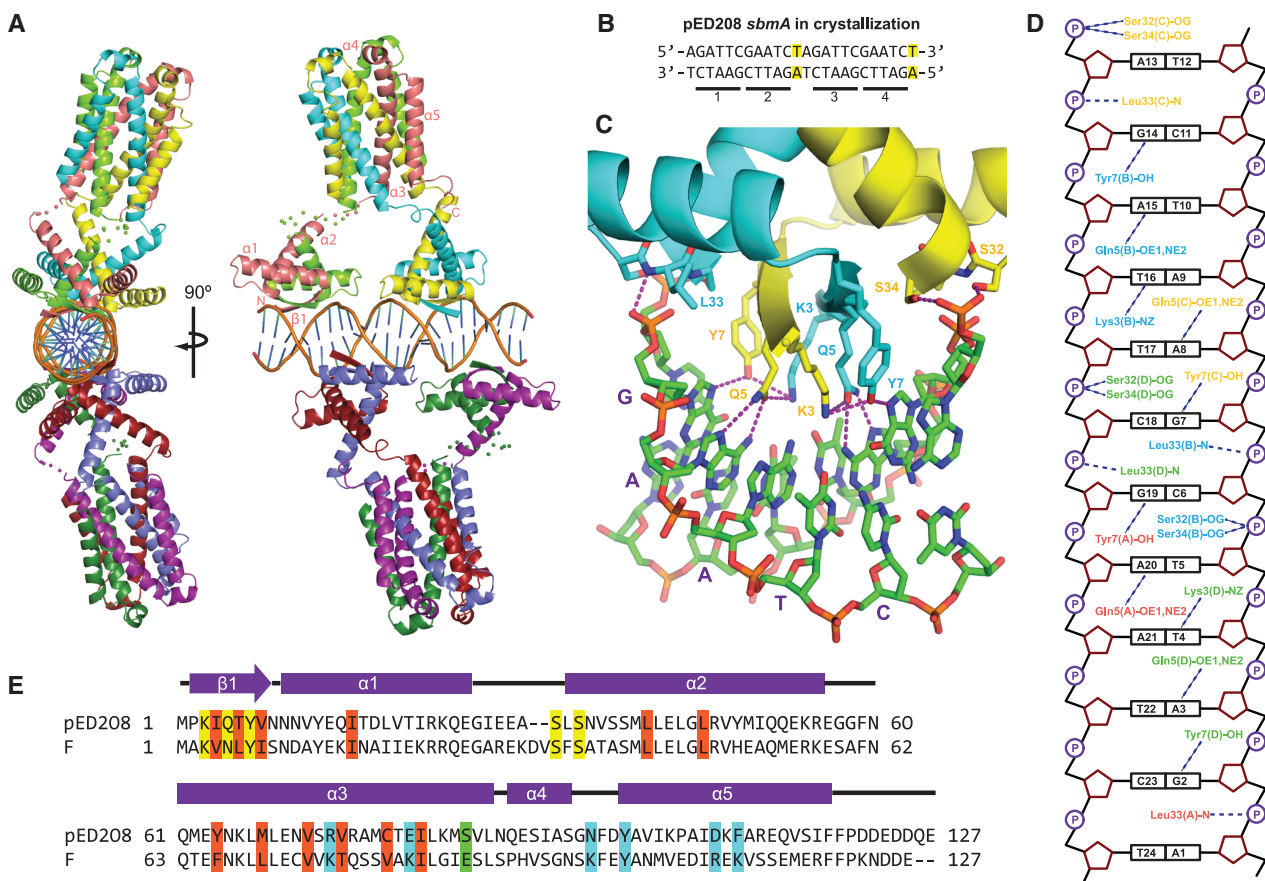 A
α4
α5
α3
C
α1
α2
N
β1
90º
B
pED208 sbmA in crystallization
5’-AGATTCGAATCTAGATTCGAATCT-3’
3’-TCTAAGCTTAGATCTAAGCTTAGA-5’
1 2 3 4
C
S32
S34
L33
K3
Y7
Q5
Y7
Q5
K3
G
A
A
T
C
D
P
Ser32(C)-OG
Ser34(C)-OG
A13 T12
P
Leu33(C)-N
P
G14 C11
P
Tyr7(B)-OH
P
A15 T10
P
Gln5(B)-OE1,NE2
P
T16 A9
P
Gln5(C)-OE1,NE2
Lys3(B)-NZ
P
T17 A8
P
Ser32(D)-OG
Ser34(D)-OG
Tyr7(C)-OH
P
C18 G7
Leu33(B)-N
P
P
Leu33(D)-N
G19 C6
P
Ser32(B)-OG
Ser34(B)-OG
P
Tyr7(A)-OH
A20 T5
P
Lys3(D)-NZ
P
Gln5(A)-OE1,NE2
A21 T4
P
Gln5(D)-OE1,NE2
P
T22 A3
P
Tyr7(D)-OH
P
C23 G2
P
Leu33(A)-N
P
T24 A1
E
β1 α1 α2
pED208 1 MPKIQTYVNNNVYEQITDLVTIRKQEGIEEA--SLSNVSSMLLELGLRVYMIQQEKREGGFN 60
F 1 MAKVNLYISNDAYEKINAIIEKRRQEGAREKDVSFSATASMLLELGLRVHEAQMERKESAFN 62
α3 α4 α5
pED208 61 QMEYNKLMLENVSRVRAMCTEILKMSVLNQESIASGNFDYAVIKPAIDKFAREQVSIFFPDDEDDQE 127
F 63 QTEFNKLLLECVVKTQSSVAKILGIESLSPHVSGNSKFEYANMVEDIREKVSSEMERFFPKNDDE-- 127